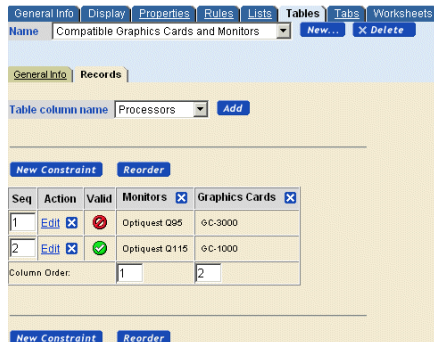 General Info Display Properties Rules Lists Tables Tabs Worksheets
Name Compatible Graphics Cards and Monitors New... X Delete
General Info Records
Table column name Processors Add
New Constraint Reorder
Seq Action Valid Monitors X Graphics Cards X
1 Edit X Optiquest Q95 GC-3000
2 Edit X Optiquest Q115 GC-1000
Column Order: 1 2
New Constraint Reorder